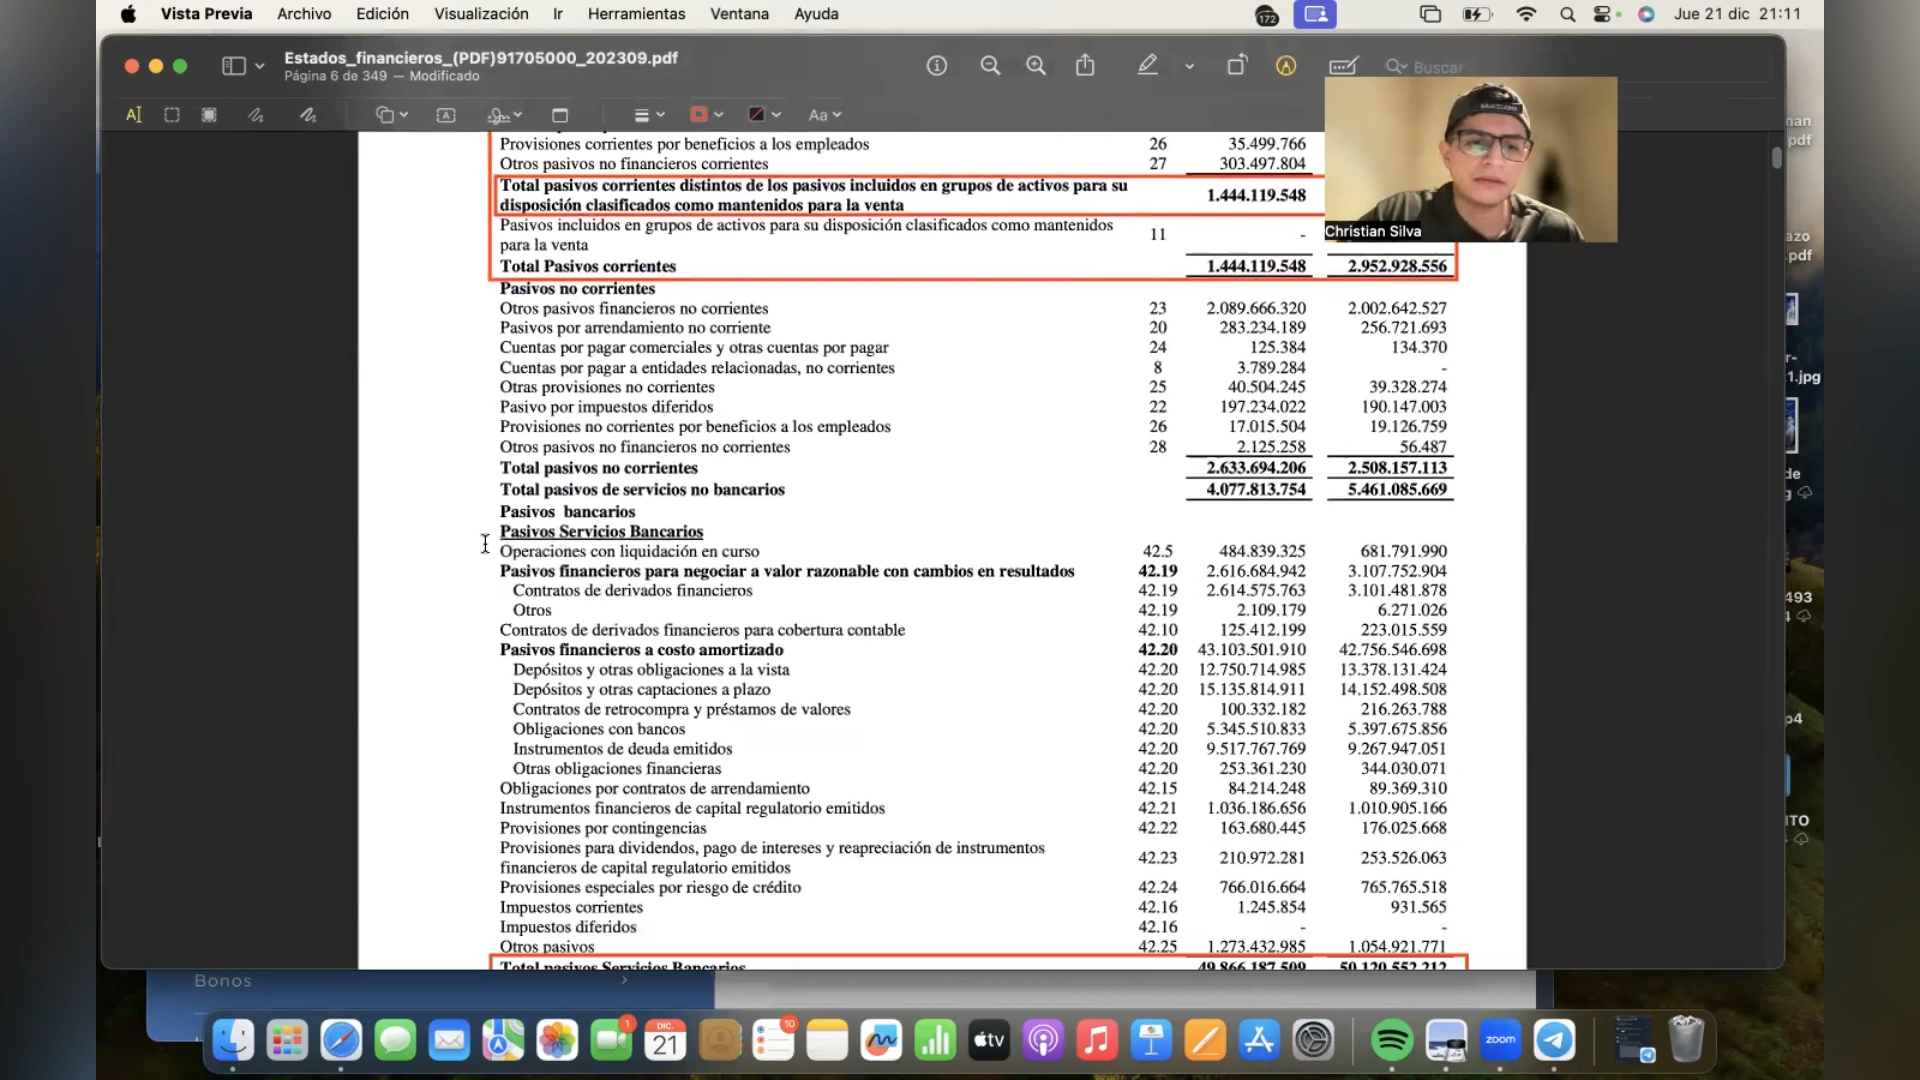 Vista Previa Archivo Edición Visualización Ir Herramientas Ventana Ayuda 172 Jue 21 dic 21:11
Estados_financieros_(PDF)91705000_202309.pdf
Página 6 de 349 — Modificado
Buscar
Aa
Provisiones corrientes por beneficios a los empleados 26 35.499.766
Otros pasivos no financieros corrientes 27 303.497.804
Total pasivos corrientes distintos de los pasivos incluidos en grupos de activos para su
disposición clasificados como mantenidos para la venta 1.444.119.548
Pasivos incluidos en grupos de activos para su disposición clasificados como mantenidos
para la venta 11 -
Christian Silva
Total Pasivos corrientes 1.444.119.548 2.952.928.556
Pasivos no corrientes
Otros pasivos financieros no corrientes 23 2.089.666.320 2.002.642.527
Pasivos por arrendamiento no corriente 20 283.234.189 256.721.693
Cuentas por pagar comerciales y otras cuentas por pagar 24 125.384 134.370
Cuentas por pagar a entidades relacionadas, no corrientes 8 3.789.284 -
Otras provisiones no corrientes 25 40.504.245 39.328.274
Pasivo por impuestos diferidos 22 197.234.022 190.147.003
Provisiones no corrientes por beneficios a los empleados 26 17.015.504 19.126.759
Otros pasivos no financieros no corrientes 28 2.125.258 56.487
Total pasivos no corrientes 2.633.694.206 2.508.157.113
Total pasivos de servicios no bancarios 4.077.813.754 5.461.085.669
Pasivos bancarios
Pasivos Servicios Bancarios
Operaciones con liquidación en curso 42.5 484.839.325 681.791.990
Pasivos financieros para negociar a valor razonable con cambios en resultados 42.19 2.616.684.942 3.107.752.904
Contratos de derivados financieros 42.19 2.614.575.763 3.101.481.878
Otros 42.19 2.109.179 6.271.026
Contratos de derivados financieros para cobertura contable 42.10 125.412.199 223.015.559
Pasivos financieros a costo amortizado 42.20 43.103.501.910 42.756.546.698
Depósitos y otras obligaciones a la vista 42.20 12.750.714.985 13.378.131.424
Depósitos y otras captaciones a plazo 42.20 15.135.814.911 14.152.498.508
Contratos de retrocompra y préstamos de valores 42.20 100.332.182 216.263.788
Obligaciones con bancos 42.20 5.345.510.833 5.397.675.856
Instrumentos de deuda emitidos 42.20 9.517.767.769 9.267.947.051
Otras obligaciones financieras 42.20 253.361.230 344.030.071
Obligaciones por contratos de arrendamiento 42.15 84.214.248 89.369.310
Instrumentos financieros de capital regulatorio emitidos 42.21 1.036.186.656 1.010.905.166
Provisiones por contingencias 42.22 163.680.445 176.025.668
Provisiones para dividendos, pago de intereses y reapreciación de instrumentos
financieros de capital regulatorio emitidos 42.23 210.972.281 253.526.063
Provisiones especiales por riesgo de crédito 42.24 766.016.664 765.765.518
Impuestos corrientes 42.16 1.245.854 931.565
Impuestos diferidos 42.16 - -
Otros pasivos 42.25 1.273.432.985 1.054.921.771
Total pasivos Servicios Bancarios 49.866.187.509 50.120.552.212
Bonos
1 DIC. 21 10 tv zoom